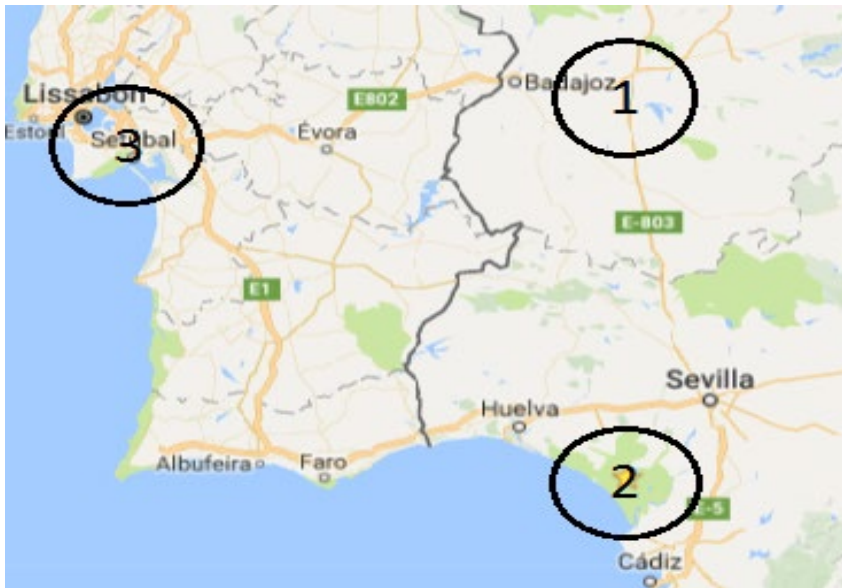 Lissabon
Estoril
Setúbal
3
E802
Évora
Badajoz
1
E-803
E1
Sevilla
Huelva
Albufeira
Faro
2
E-5
Cádiz